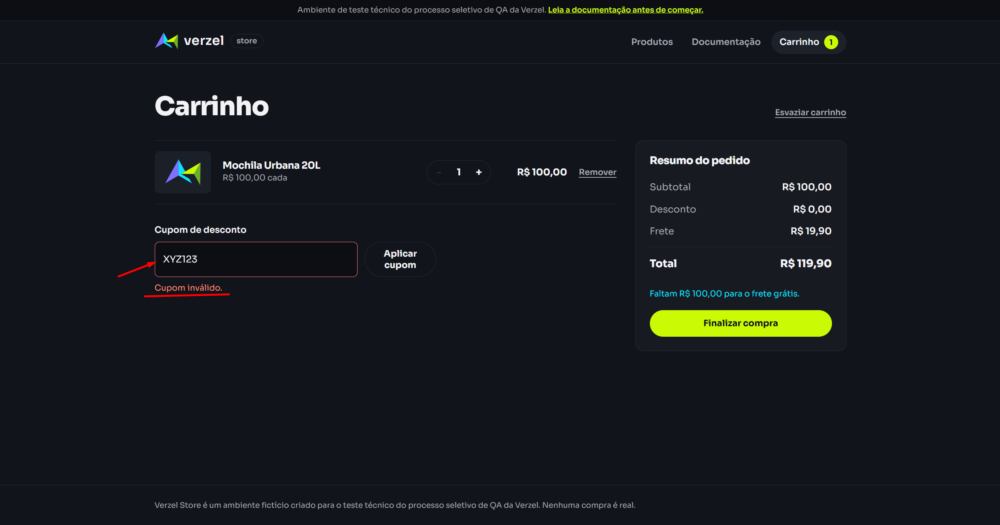 Ambiente de teste técnico do processo seletivo de QA da Verzel. Leia a documentação antes de começar.
verzel store
Produtos
Documentação
Carrinho 1
Carrinho
Esvaziar carrinho
Mochila Urbana 20L
R$ 100,00 cada
- 1 +
R$ 100,00
Remover
Cupom de desconto
XYZ123
Aplicar
cupom
Cupom inválido.
Resumo do pedido
Subtotal R$ 100,00
Desconto R$ 0,00
Frete R$ 19,90
Total R$ 119,90
Faltam R$ 100,00 para o frete grátis.
Finalizar compra
Verzel Store é um ambiente fictício criado para o teste técnico do processo seletivo de QA da Verzel. Nenhuma compra é real.